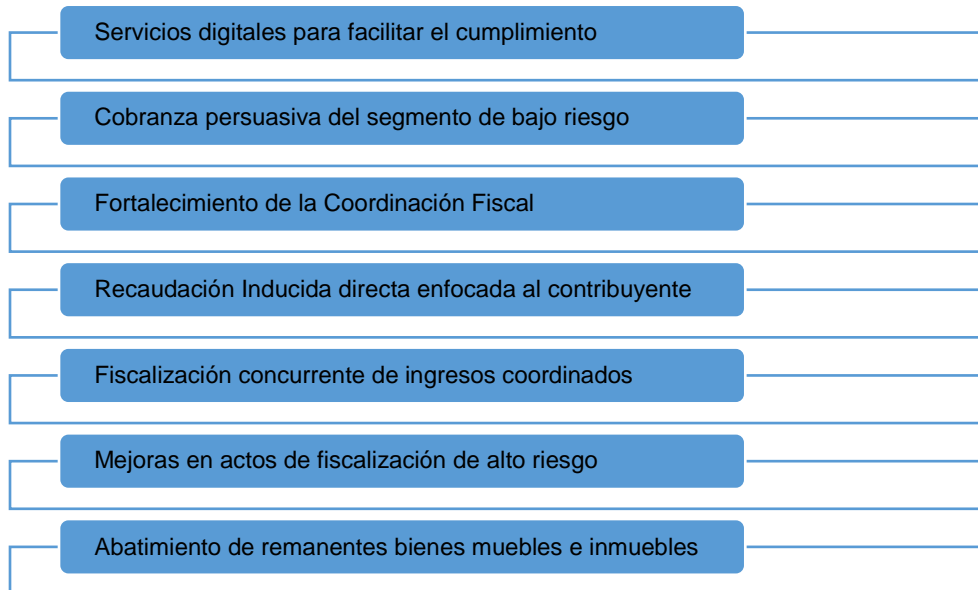 Servicios digitales para facilitar el cumplimiento
Cobranza persuasiva del segmento de bajo riesgo
Fortalecimiento de la Coordinación Fiscal
Recaudación Inducida directa enfocada al contribuyente
Fiscalización concurrente de ingresos coordinados
Mejoras en actos de fiscalización de alto riesgo
Abatimiento de remanentes bienes muebles e inmuebles